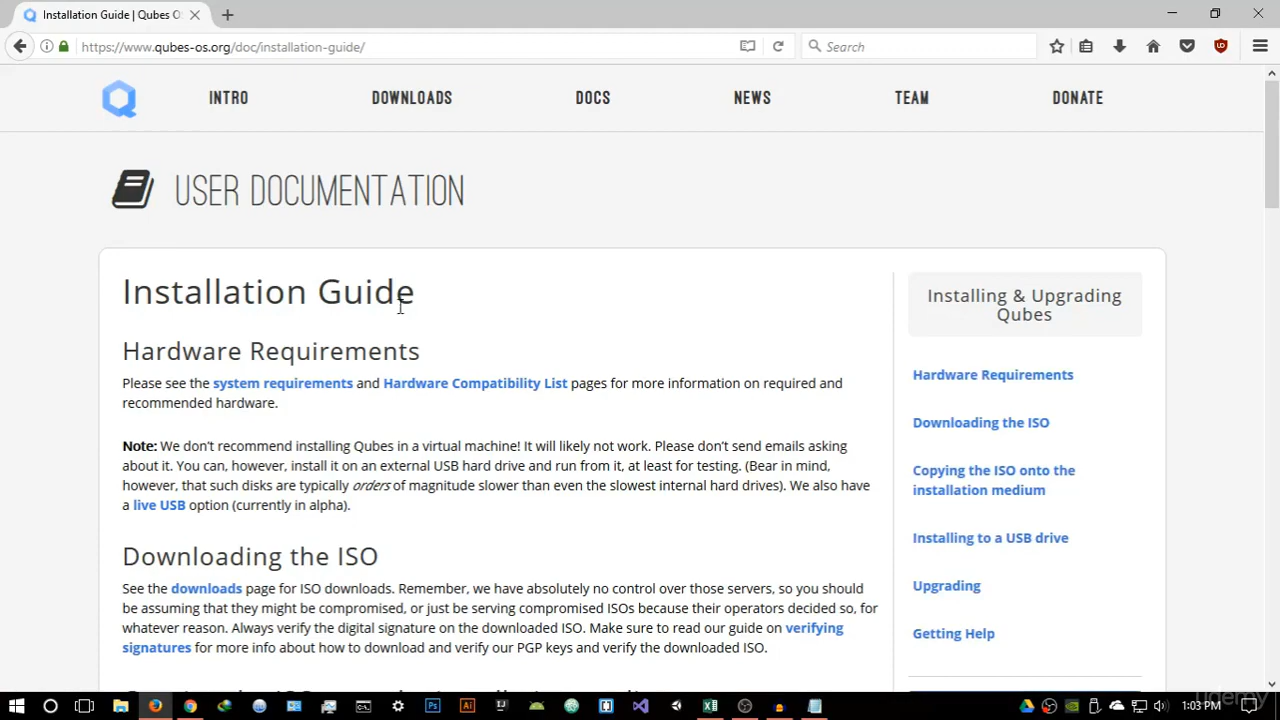 Installation Guide | Qubes O
https://www.qubes-os.org/doc/installation-guide/
Search
INTRO
DOWNLOADS
DOCS
NEWS
TEAM
DONATE
USER DOCUMENTATION
Installation Guide
Hardware Requirements
Please see the system requirements and Hardware Compatibility List pages for more information on required and
recommended hardware.
Note: We don't recommend installing Qubes in a virtual machine! It will likely not work. Please don't send emails asking
about it. You can, however, install it on an external USB hard drive and run from it, at least for testing. (Bear in mind,
however, that such disks are typically orders of magnitude slower than even the slowest internal hard drives). We also have
a live USB option (currently in alpha).
Downloading the ISO
See the downloads page for ISO downloads. Remember, we have absolutely no control over those servers, so you should
be assuming that they might be compromised, or just be serving compromised ISOs because their operators decided so, for
whatever reason. Always verify the digital signature on the downloaded ISO. Make sure to read our guide on verifying
signatures for more info about how to download and verify our PGP keys and verify the downloaded ISO.
Installing & Upgrading
Qubes
Hardware Requirements
Downloading the ISO
Copying the ISO onto the
installation medium
Installing to a USB drive
Upgrading
Getting Help
udemy
1:03 PM